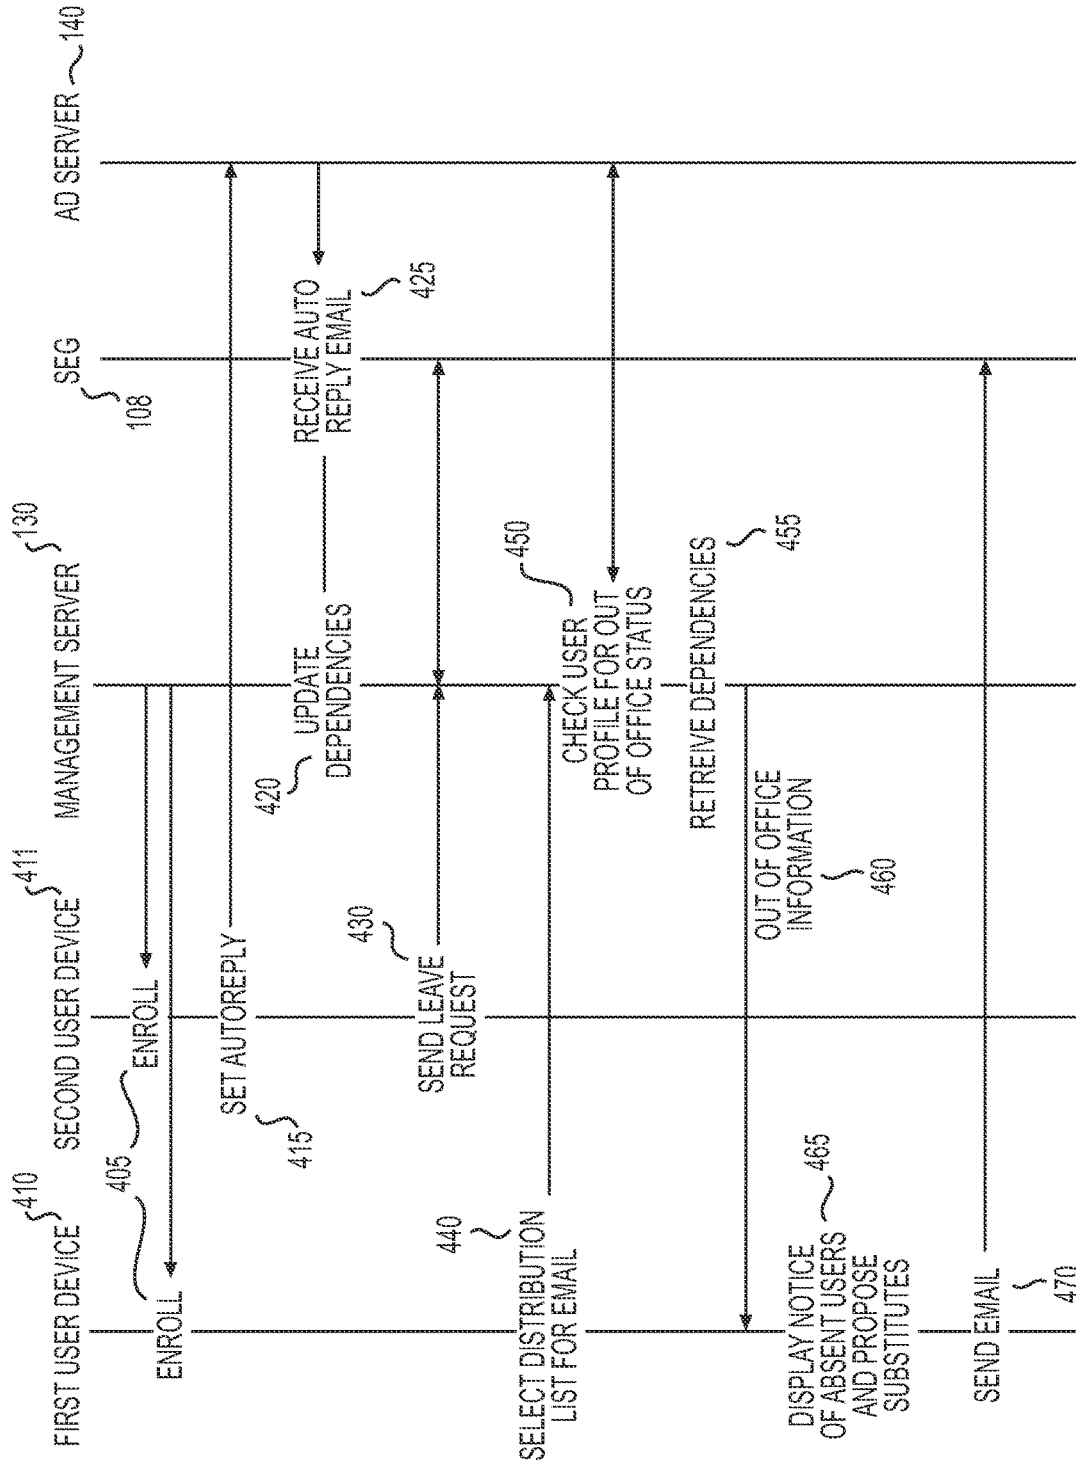 FIRST USER DEVICE
410
SECOND USER DEVICE
411
MANAGEMENT SERVER
130
SEG
108
AD SERVER
140
405
ENROLL
ENROLL
SET AUTOREPLY
415
UPDATE
DEPENDENCIES
420
RECEIVE AUTO
REPLY EMAIL
425
SEND LEAVE
REQUEST
430
SELECT DISTRIBUTION
LIST FOR EMAIL
440
CHECK USER
PROFILE FOR OUT
OF OFFICE STATUS
450
RETREIVE DEPENDENCIES
455
OUT OF OFFICE
INFORMATION
460
DISPLAY NOTICE
OF ABSENT USERS
AND PROPOSE
SUBSTITUTES
465
SEND EMAIL
470